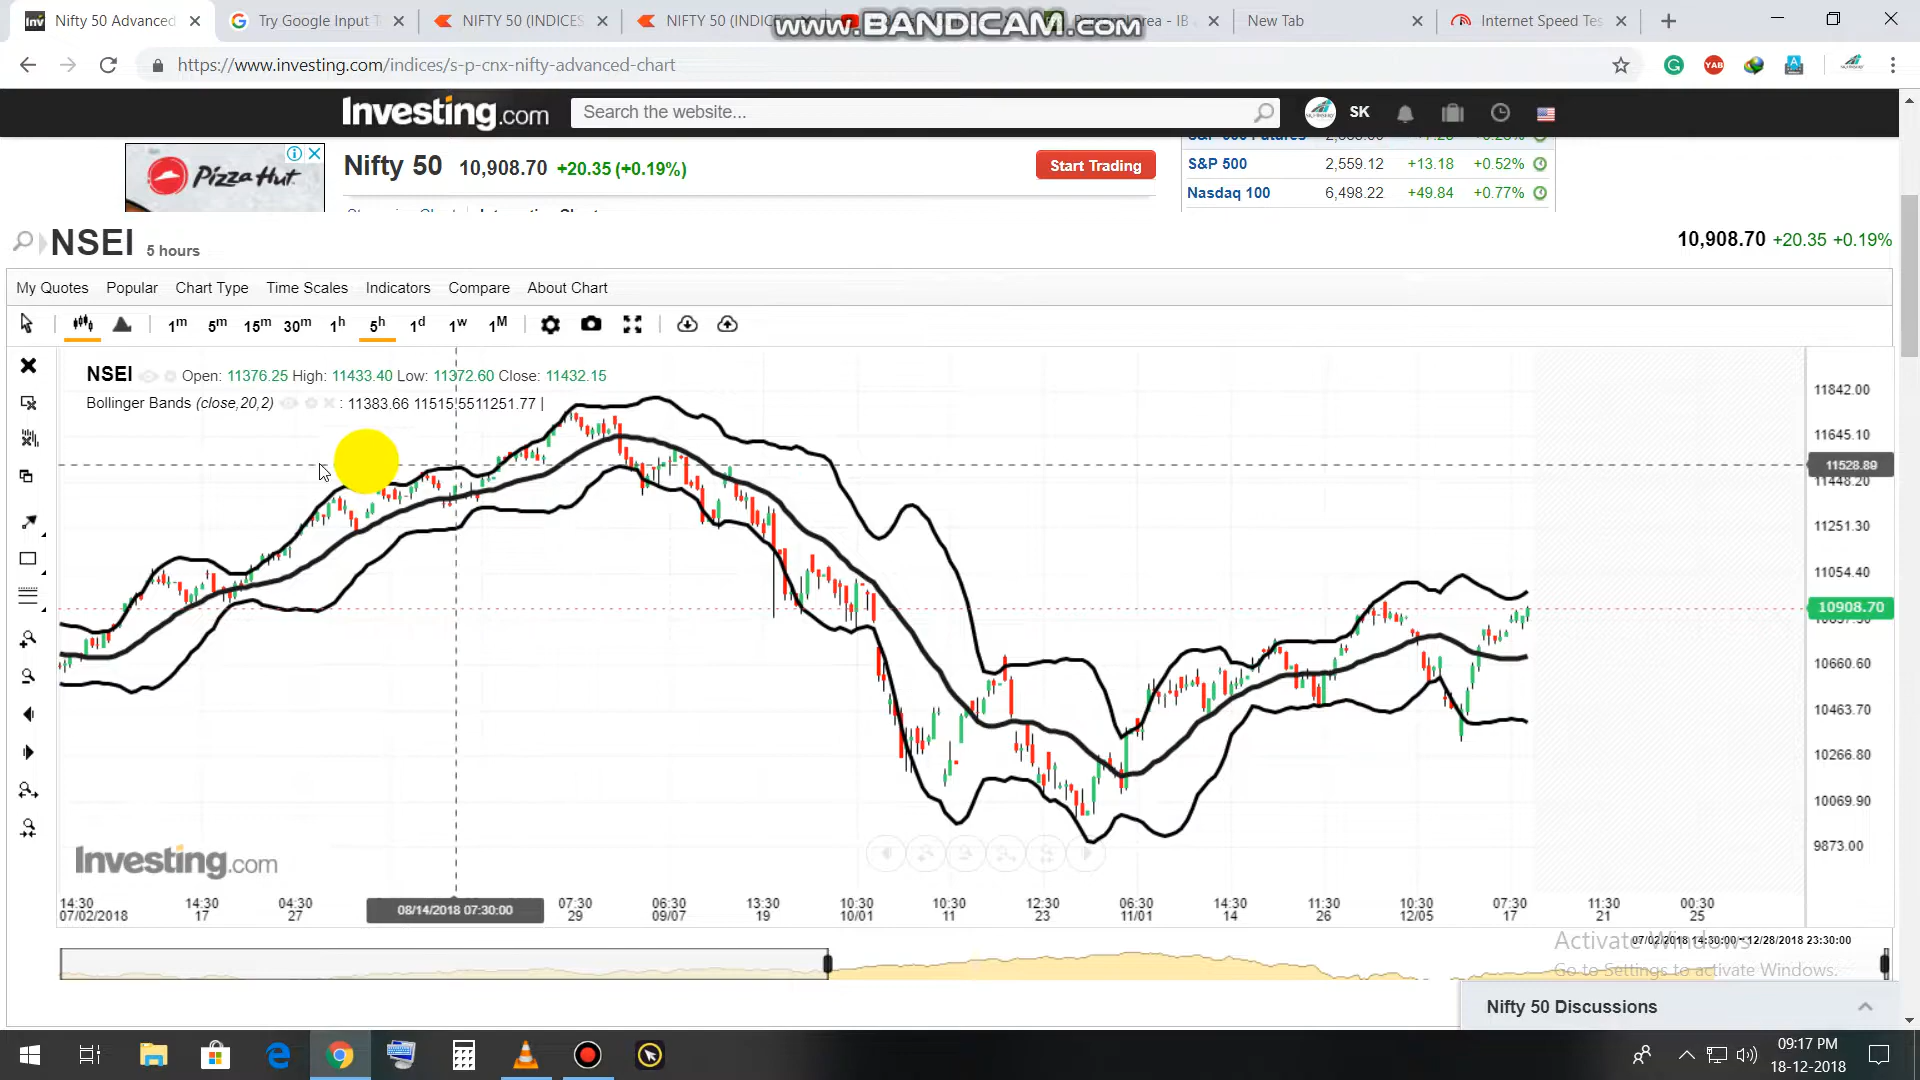 Nifty 50 Advanced
Try Google Input T
NIFTY 50 (INDICES
NIFTY 50 (INDI
www.BANDICAM.com
area - IB
New Tab
Internet Speed Tes
https://www.investing.com/indices/s-p-cnx-nifty-advanced-chart
YAB
Investing.com
Search the website...
SK
Pizza Hut
Nifty 50 10,908.70 +20.35 (+0.19%)
Start Trading
S&P 500 2,559.12 +13.18 +0.52%
Nasdaq 100 6,498.22 +49.84 +0.77%
NSEI 5 hours
10,908.70 +20.35 +0.19%
My Quotes Popular Chart Type Time Scales Indicators Compare About Chart
1m 5m 15m 30m 1h 5h 1d 1w 1M
NSEI Open: 11376.25 High: 11433.40 Low: 11372.60 Close: 11432.15
Bollinger Bands (close,20,2) : 11383.66 11515.5511251.77 |
11842.00
11645.10
11528.89
11448.20
11251.30
11054.40
10908.70
10660.60
10463.70
10266.80
10069.90
9873.00
Investing.com
14:30 14:30 04:30 07:30 06:30 13:30 10:30 10:30 12:30 06:30 14:30 11:30 10:30 07:30 11:30 00:30
07/02/2018 17 27 08/14/2018 07:30:00 29 09/07 19 10/01 11 23 11/01 14 26 12/05 17 21 25
07/02/2018 14:30:00 - 12/28/2018 23:30:00
Activate Windows
Go to Settings to activate Windows.
Nifty 50 Discussions
09:17 PM
18-12-2018